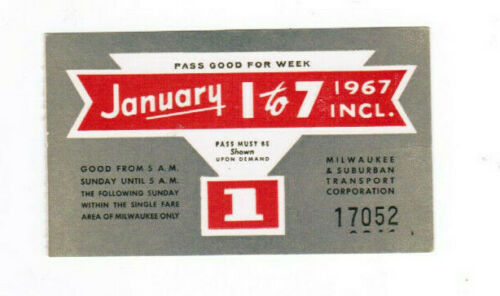 PASS GOOD FOR WEEK
January 1 to 7 1967 INCL.
PASS MUST BE
Shown
UPON DEMAND
GOOD FROM 5 A.M.
SUNDAY UNTIL 5 A.M.
THE FOLLOWING SUNDAY
WITHIN THE SINGLE FARE
AREA OF MILWAUKEE ONLY
1
MILWAUKEE
& SUBURBAN
TRANSPORT
CORPORATION
17052